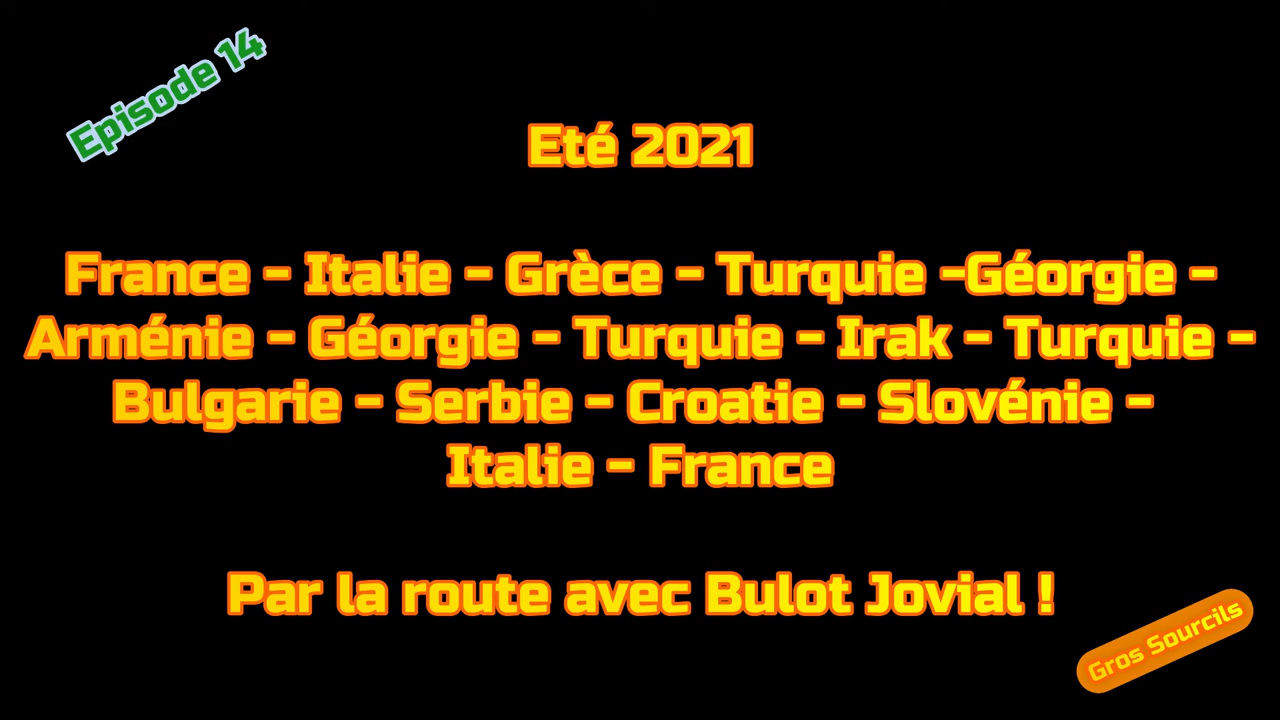 Episode 14
Eté 2021
France - Italie - Grèce - Turquie -Géorgie -
Arménie - Géorgie - Turquie - Irak - Turquie -
Bulgarie - Serbie - Croatie - Slovénie -
Italie - France
Par la route avec Bulot Jovial !
Gros Sourcils